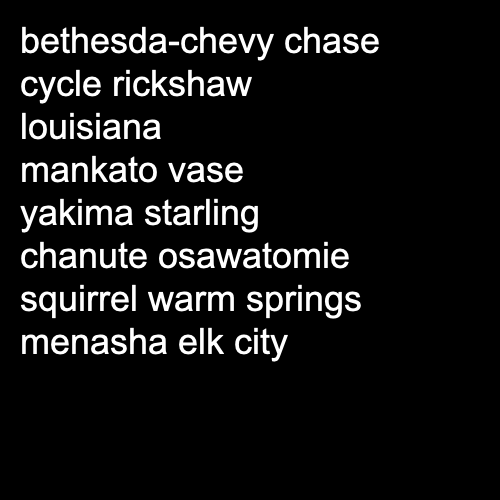 bethesda-chevy chase
cycle rickshaw
louisiana
mankato vase
yakima starling
chanute osawatomie
squirrel warm springs
menasha elk city